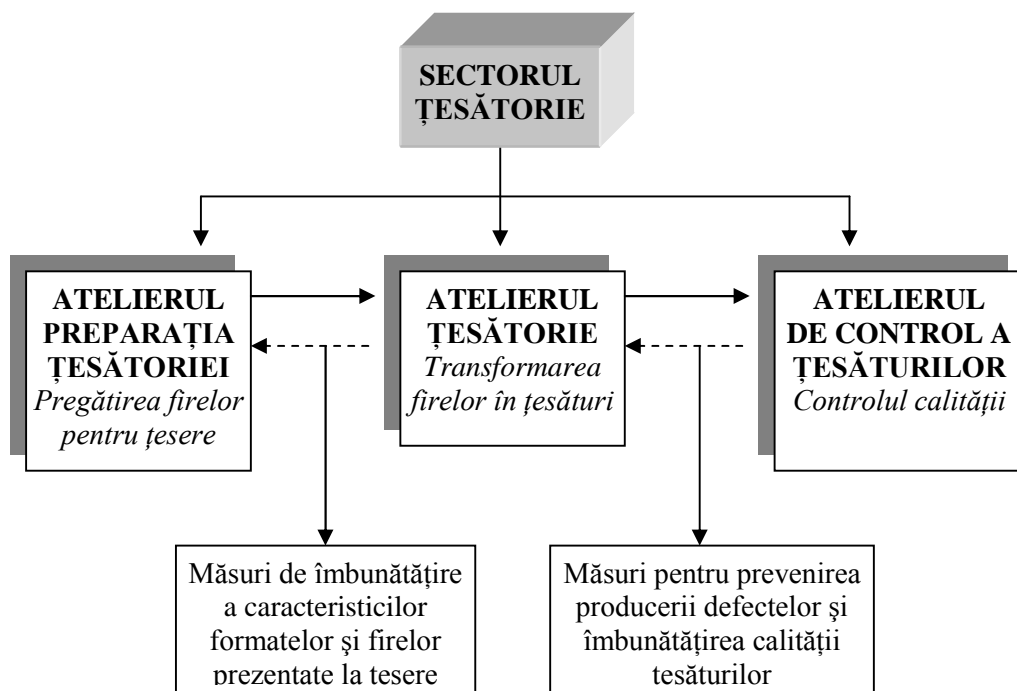 SECTORUL
ȚESĂTORIE
ATELIERUL
PREPARAȚIA
ȚESĂTORIEI
Pregătirea firelor
pentru țesere
ATELIERUL
ȚESĂTORIE
Transformarea
firelor în țesături
ATELIERUL
DE CONTROL A
ȚESĂTURILOR
Controlul calității
Măsuri de îmbunătățire
a caracteristicilor
formatelor şi firelor
prezentate la țesere
Măsuri pentru prevenirea
producerii defectelor şi
îmbunătățirea calității
țesăturilor